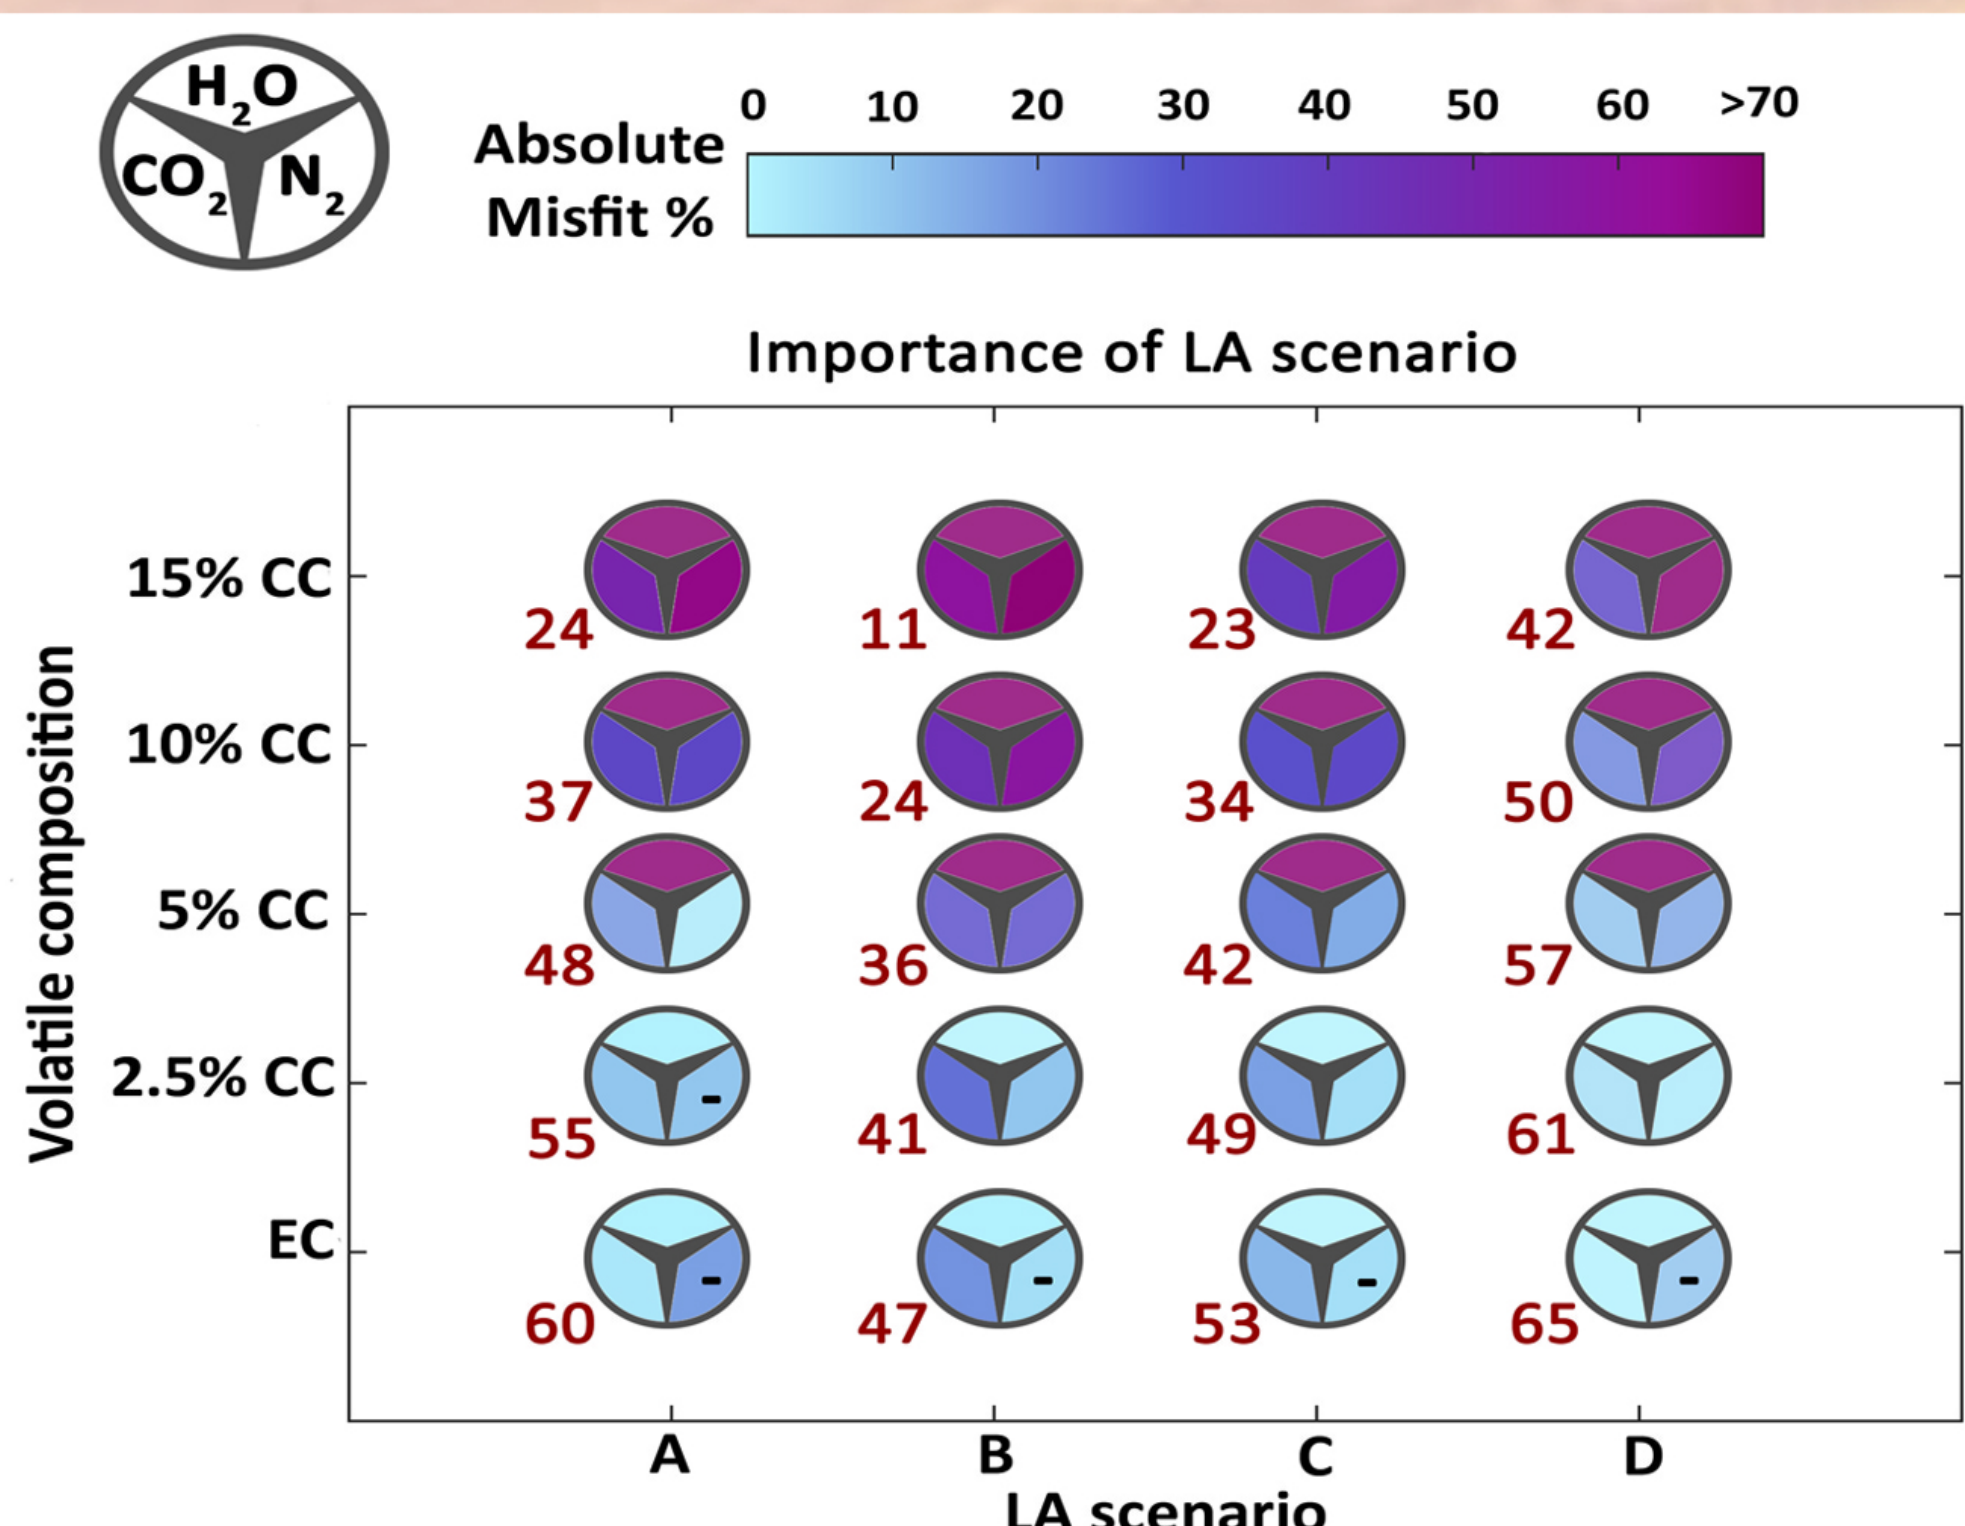 H2O
CO2 N2
Absolute
Misfit %
0 10 20 30 40 50 60 >70
Importance of LA scenario
Volatile composition
15% CC
24 11 23 42
10% CC
37 24 34 50
5% CC
48 36 42 57
2.5% CC
-
55 41 49 61
EC
- - - -
60 47 53 65
A B C D
LA scenario